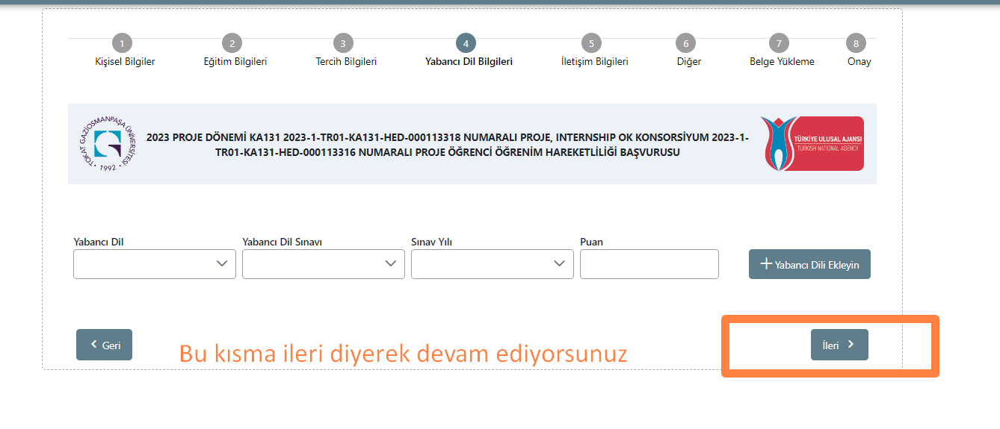 1 2 3 4 5 6 7 8
Kişisel Bilgiler Eğitim Bilgileri Tercih Bilgileri Yabancı Dil Bilgileri İletişim Bilgileri Diğer Belge Yükleme Onay
TOKAT GAZİOSMANPAŞA ÜNİVERSİTESİ • 1992 •
2023 PROJE DÖNEMİ KA131 2023-1-TR01-KA131-HED-000113318 NUMARALI PROJE, INTERNSHIP OK KONSORSİYUM 2023-1-
TR01-KA131-HED-000113316 NUMARALI PROJE ÖĞRENCİ ÖĞRENİM HAREKETLİLİĞİ BAŞVURUSU
TÜRKİYE ULUSAL AJANSI
TURKISH NATIONAL AGENCY
Yabancı Dil Yabancı Dil Sınavı Sınav Yılı Puan
Yabancı Dili Ekleyin
Geri
Bu kısma ileri diyerek devam ediyorsunuz
İleri